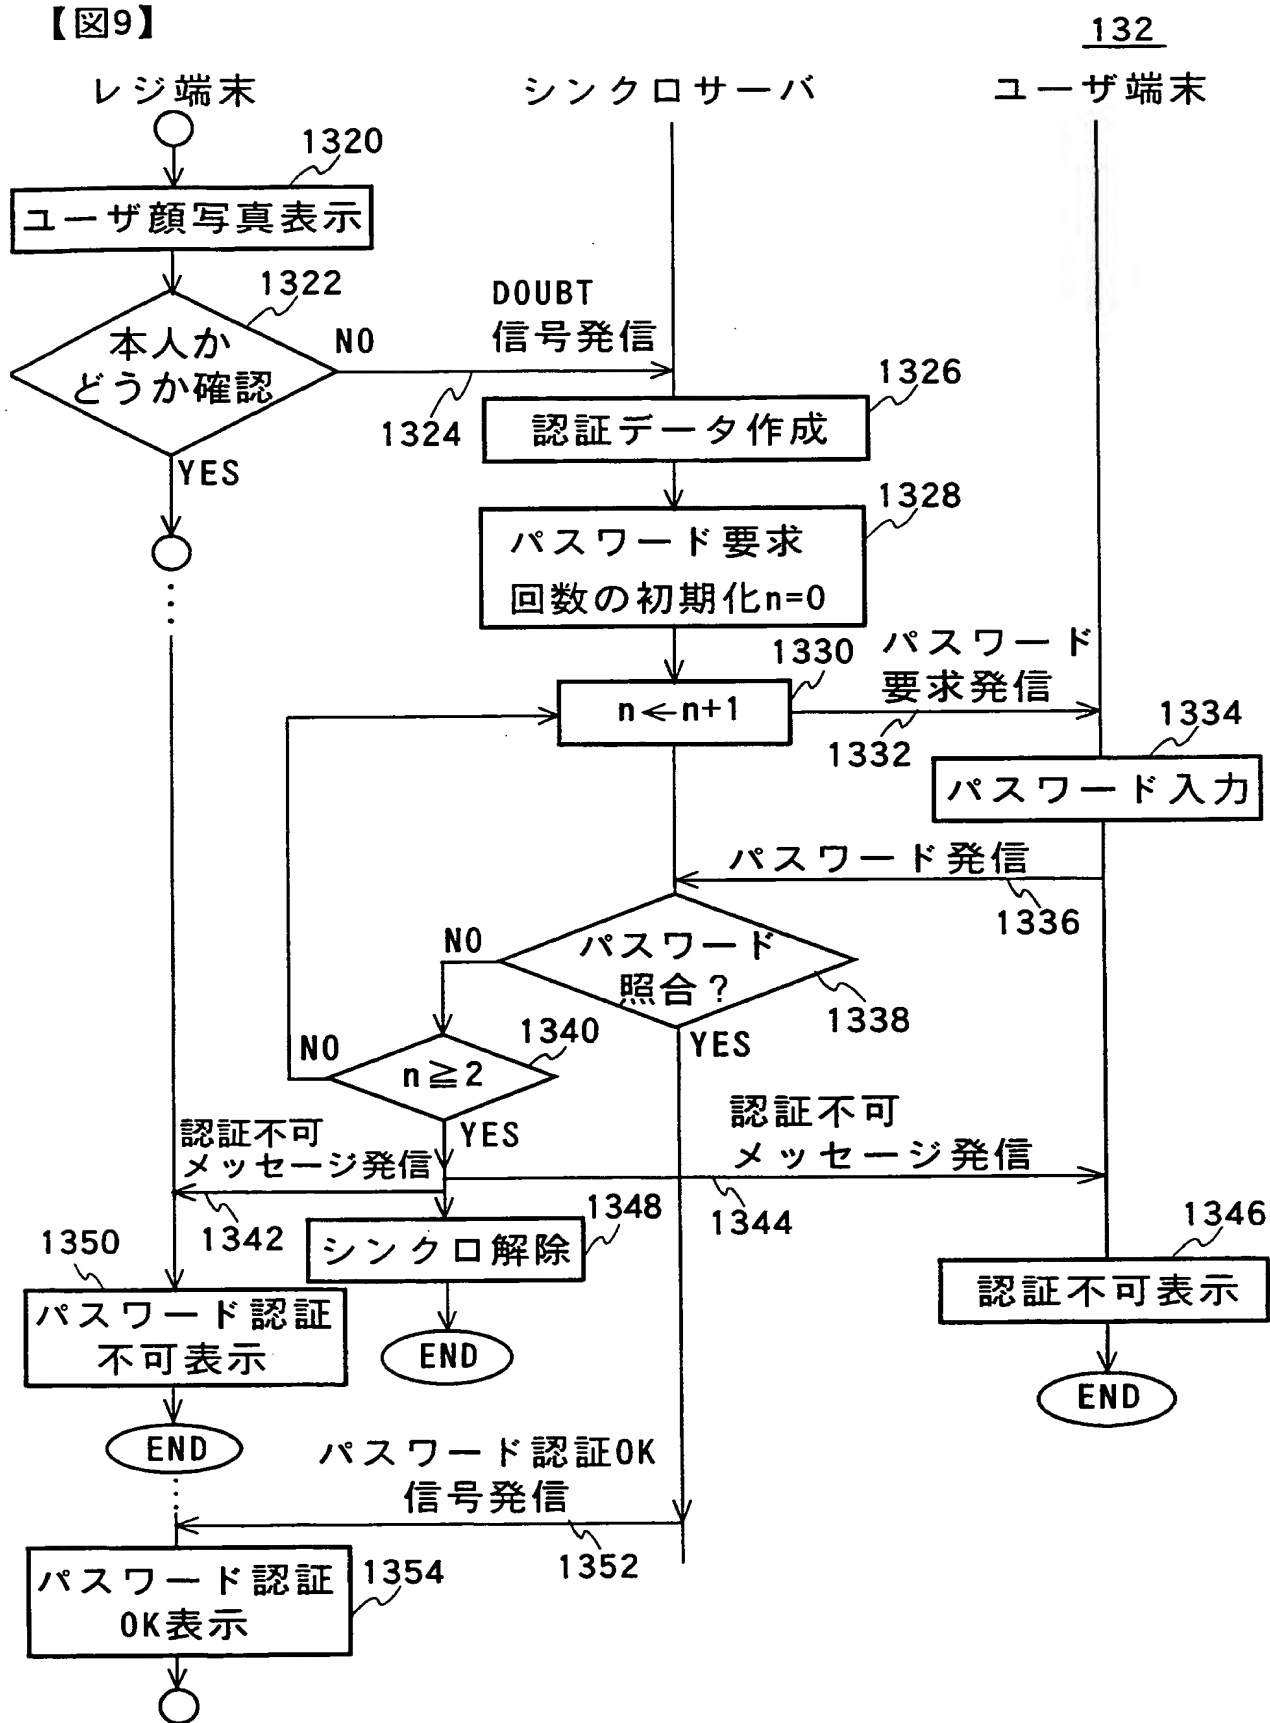 【図9】
132
レジ端末
シンクロサーバ
ユーザ端末
1320
ユーザ顔写真表示
1322
本人か
どうか確認
NO
DOUBT
信号発信
1324
YES
1326
認証データ作成
1328
パスワード要求
回数の初期化n=0
1330
n←n+1
パスワード
要求発信
1332
1334
パスワード入力
パスワード発信
1336
パスワード
照合？
1338
NO
YES
1340
n≧2
NO
YES
認証不可
メッセージ発信
1342
認証不可
メッセージ発信
1344
1348
シンクロ解除
END
1346
認証不可表示
END
1350
パスワード認証
不可表示
END
パスワード認証OK
信号発信
1352
1354
パスワード認証
OK表示